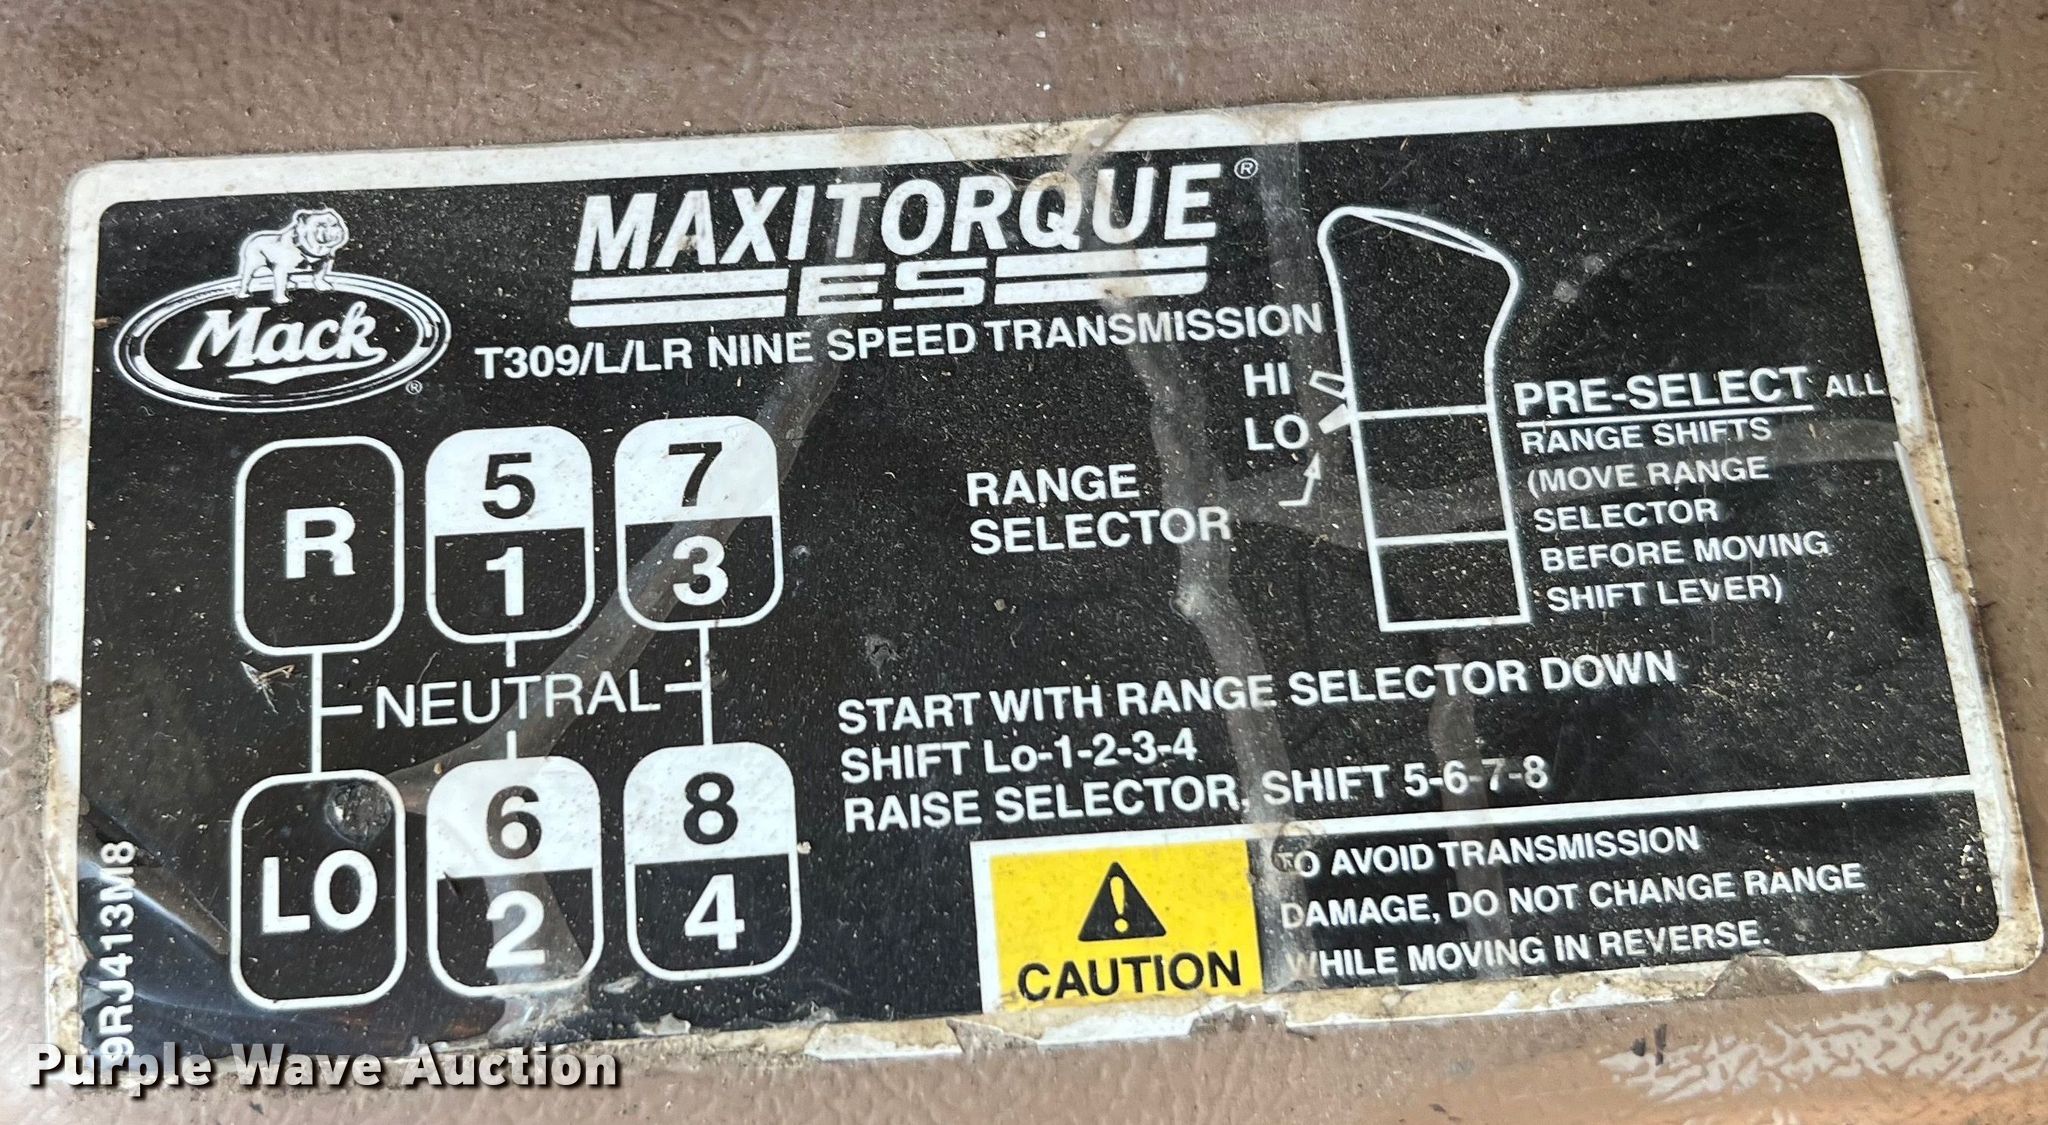 MAXITORQUE®
ES
Mack®
T309/L/LR NINE SPEED TRANSMISSION
HI
LO
RANGE
SELECTOR
PRE-SELECT ALL
RANGE SHIFTS
(MOVE RANGE
SELECTOR
BEFORE MOVING
SHIFT LEVER)
R
5
1
7
3
NEUTRAL
LO
6
2
8
4
START WITH RANGE SELECTOR DOWN
SHIFT Lo-1-2-3-4
RAISE SELECTOR, SHIFT 5-6-7-8
CAUTION
TO AVOID TRANSMISSION
DAMAGE, DO NOT CHANGE RANGE
WHILE MOVING IN REVERSE.
9RJ413M8
Purple Wave Auction